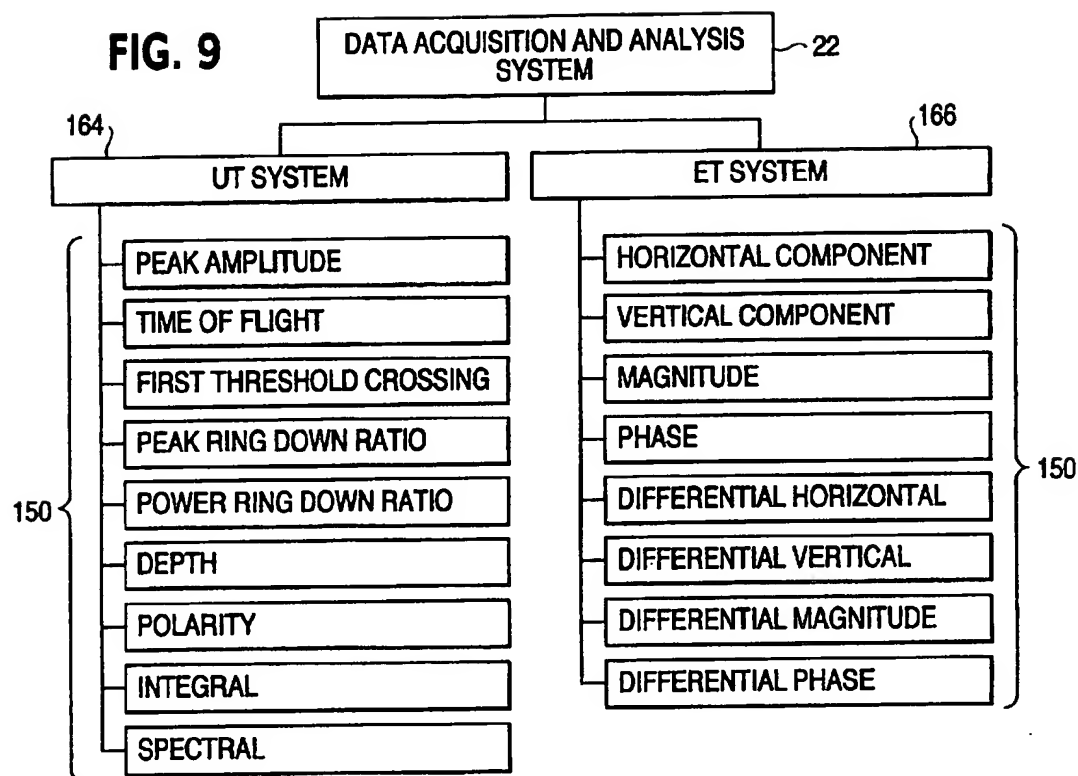 FIG. 9
DATA ACQUISITION AND ANALYSIS
SYSTEM
22
164
UT SYSTEM
166
ET SYSTEM
150
PEAK AMPLITUDE
TIME OF FLIGHT
FIRST THRESHOLD CROSSING
PEAK RING DOWN RATIO
POWER RING DOWN RATIO
DEPTH
POLARITY
INTEGRAL
SPECTRAL
HORIZONTAL COMPONENT
VERTICAL COMPONENT
MAGNITUDE
PHASE
DIFFERENTIAL HORIZONTAL
DIFFERENTIAL VERTICAL
DIFFERENTIAL MAGNITUDE
DIFFERENTIAL PHASE
150